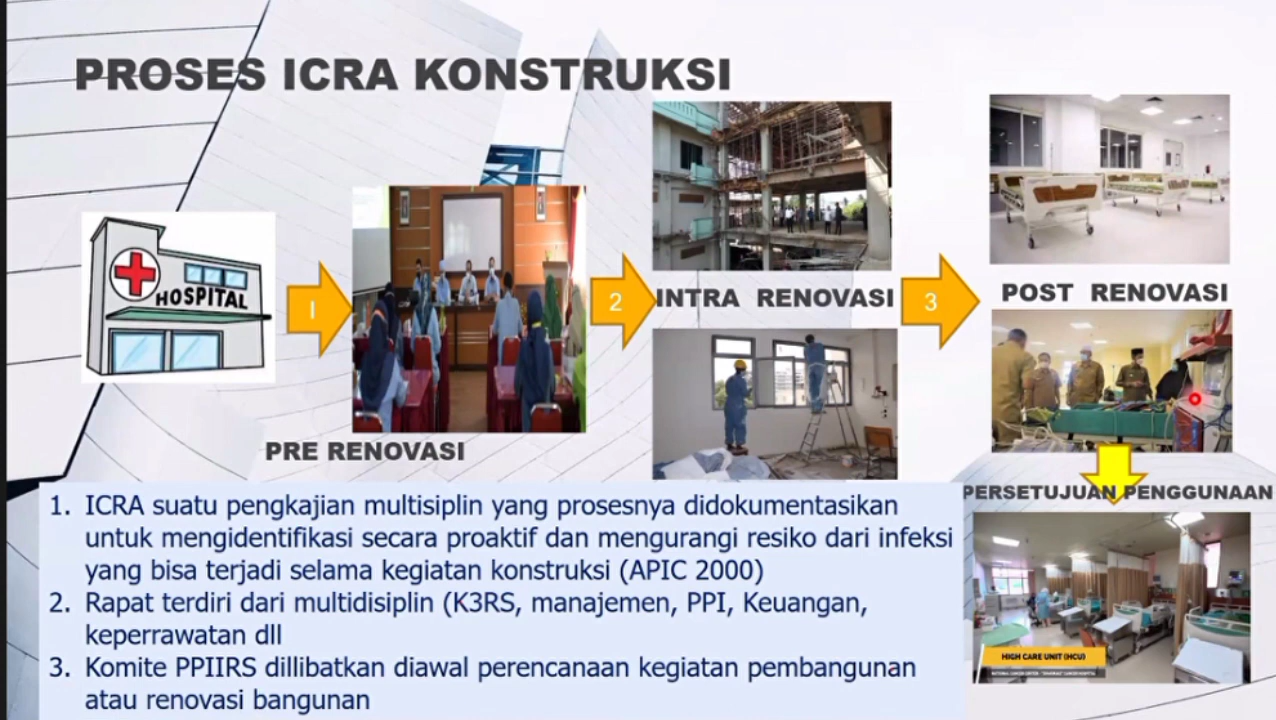 PROSES ICRA KONSTRUKSI
HOSPITAL
1
2
3
PRE RENOVASI
INTRA RENOVASI
POST RENOVASI
PERSETUJUAN PENGGUNAAN
HIGH CARE UNIT (HCU)
1. ICRA suatu pengkajian multisiplin yang prosesnya didokumentasikan
untuk mengidentifikasi secara proaktif dan mengurangi resiko dari infeksi
yang bisa terjadi selama kegiatan konstruksi (APIC 2000)
2. Rapat terdiri dari multidisiplin (K3RS, manajemen, PPI, Keuangan,
keperrawatan dll
3. Komite PPIIRS dillibatkan diawal perencanaan kegiatan pembangunan
atau renovasi bangunan